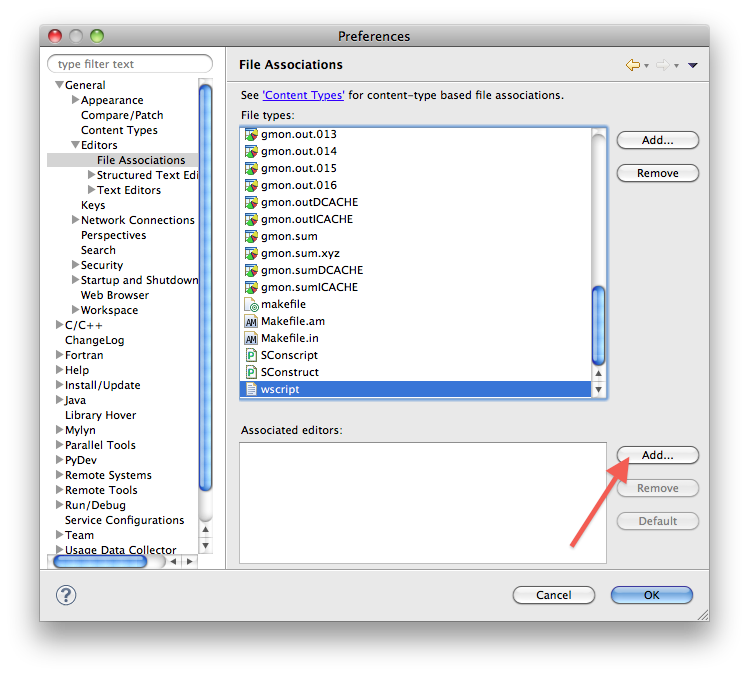 Preferences
type filter text
General
Appearance
Compare/Patch
Content Types
Editors
File Associations
Structured Text Edi
Text Editors
Keys
Network Connections
Perspectives
Search
Security
Startup and Shutdown
Web Browser
Workspace
C/C++
ChangeLog
Fortran
Help
Install/Update
Java
Library Hover
Mylyn
Parallel Tools
PyDev
Remote Systems
Remote Tools
Run/Debug
Service Configurations
Team
Usage Data Collector
File Associations
See 'Content Types' for content-type based file associations.
File types:
gmon.out.013
gmon.out.014
gmon.out.015
gmon.out.016
gmon.outDCACHE
gmon.outICACHE
gmon.sum
gmon.sum.xyz
gmon.sumDCACHE
gmon.sumICACHE
makefile
AM Makefile.am
AM Makefile.in
P SConscript
P SConstruct
wscript
Add...
Remove
Associated editors:
Add...
Remove
Default
?
Cancel
OK